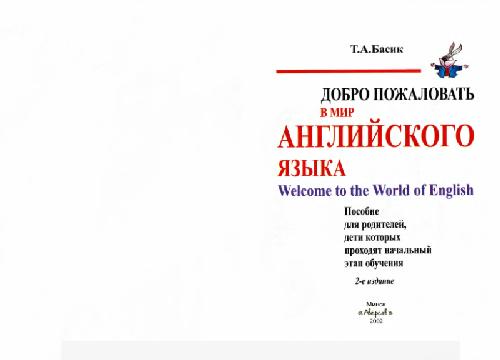 Т.А.Басик
ДОБРО ПОЖАЛОВАТЬ
В МИР
АНГЛИЙСКОГО
ЯЗЫКА
Welcome to the World of English
Пособие
для родителей,
дети которых
проходят начальный
этап обучения
2-е издание
Минск
«Аверсэв»
2002